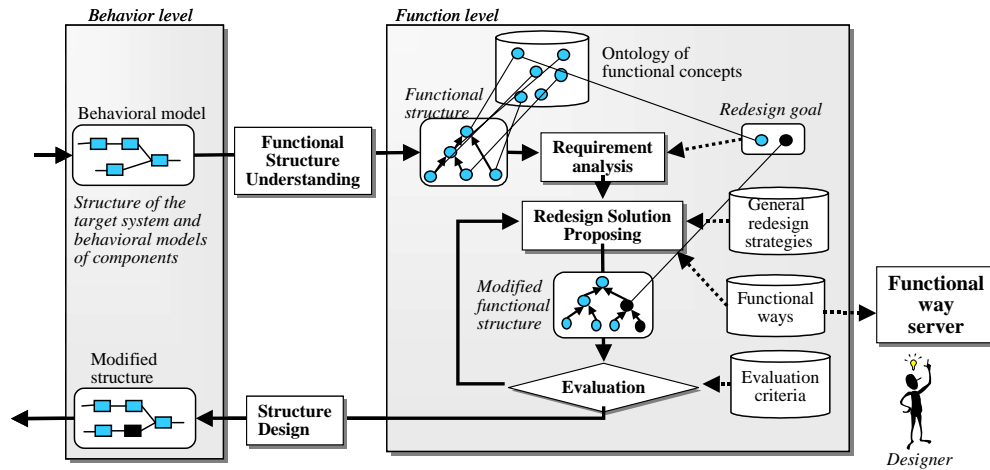 Behavior level
Function level
Ontology of
functional concepts
Functional
structure
Redesign goal
Behavioral model
Functional
Structure
Understanding
Requirement
analysis
Structure of the
target system and
behavioral models
of components
Redesign Solution
Proposing
General
redesign
strategies
Modified
functional
structure
Functional
ways
Functional
way
server
Modified
structure
Evaluation
Evaluation
criteria
Structure
Design
Designer